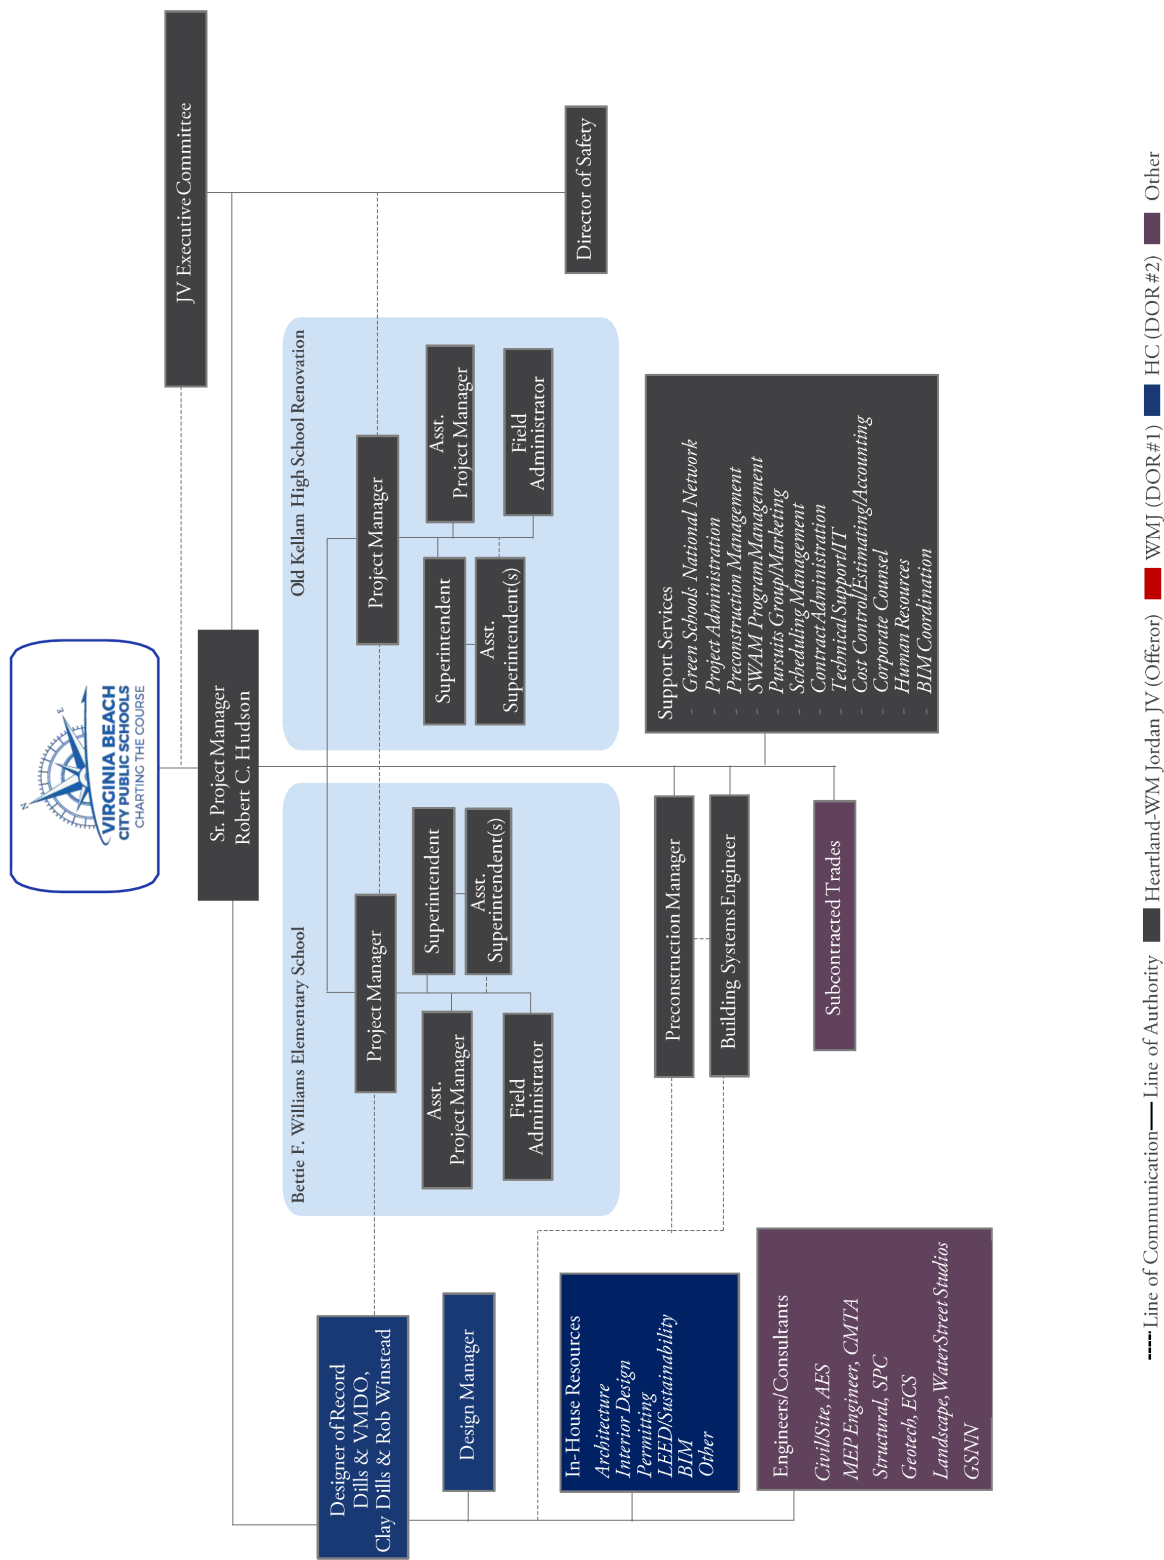 N
E
VIRGINIA BEACH
CITY PUBLIC SCHOOLS
CHARTING THE COURSE
JV Executive Committee
Sr. Project Manager
Robert C. Hudson
Designer of Record
Dills & VMDO,
Clay Dills & Rob Winstead
Design Manager
In-House Resources
Architecture
Interior Design
Permitting
LEED/Sustainability
BIM
Other
Engineers/Consultants
Civil/Site, AES
MEP Engineer, CMTA
Structural, SPC
Geotech, ECS
Landscape, WaterStreet Studios
GSNN
Bettie F. Williams Elementary School
Project Manager
Asst.
Project Manager
Field
Administrator
Superintendent
Asst.
Superintendent(s)
Old Kellam High School Renovation
Project Manager
Superintendent
Asst.
Superintendent(s)
Asst.
Project Manager
Field
Administrator
Director of Safety
Preconstruction Manager
Building Systems Engineer
Subcontracted Trades
Support Services
- Green Schools National Network
- Project Administration
- Preconstruction Management
- SWAM Program Management
- Pursuits Group/Marketing
- Scheduling Management
- Contract Administration
- Technical Support/IT
- Cost Control/Estimating/Accounting
- Corporate Counsel
- Human Resources
- BIM Coordination
Line of Communication
Line of Authority
Heartland-WM Jordan JV (Offeror)
WMJ (DOR#1)
HC (DOR #2)
Other